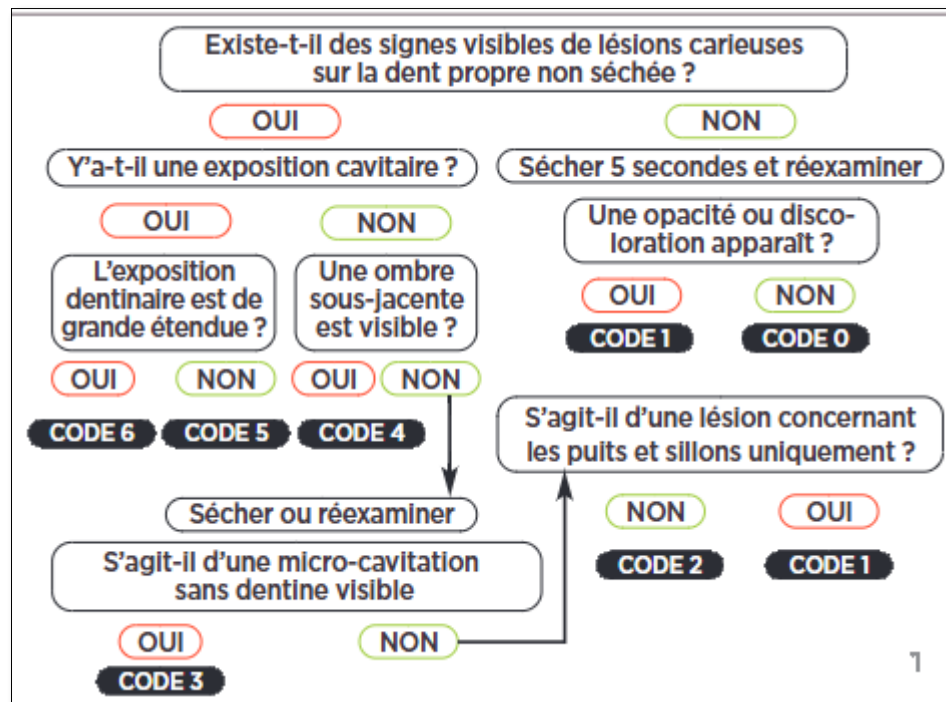 Existe-t-il des signes visibles de lésions carieuses
sur la dent propre non séchée ?
OUI
NON
Y'a-t-il une exposition cavitaire ?
Sécher 5 secondes et réexaminer
OUI
NON
Une opacité ou disco-
loration apparaît ?
L'exposition
dentinaire est de
grande étendue ?
Une ombre
sous-jacente
est visible ?
OUI
NON
CODE 1
CODE 0
OUI
NON
OUI
NON
CODE 6
CODE 5
CODE 4
S'agit-il d'une lésion concernant
les puits et sillons uniquement ?
Sécher ou réexaminer
NON
OUI
CODE 2
CODE 1
S'agit-il d'une micro-cavitation
sans dentine visible
OUI
NON
CODE 3